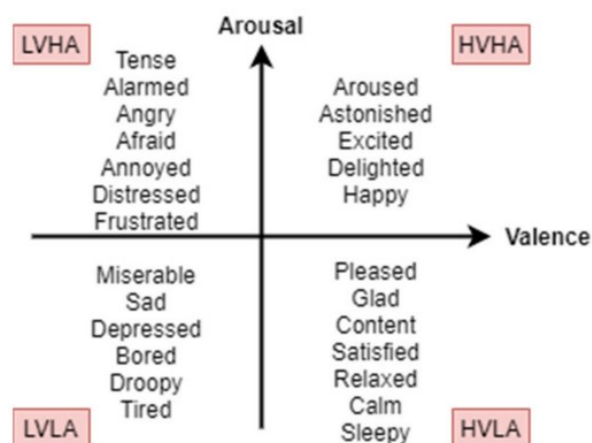 Arousal
LVHA
HVHA
Tense
Alarmed
Angry
Afraid
Annoyed
Distressed
Frustrated
Aroused
Astonished
Excited
Delighted
Happy
Valence
Miserable
Sad
Depressed
Bored
Droopy
Tired
Pleased
Glad
Content
Satisfied
Relaxed
Calm
Sleepy
LVLA
HVLA